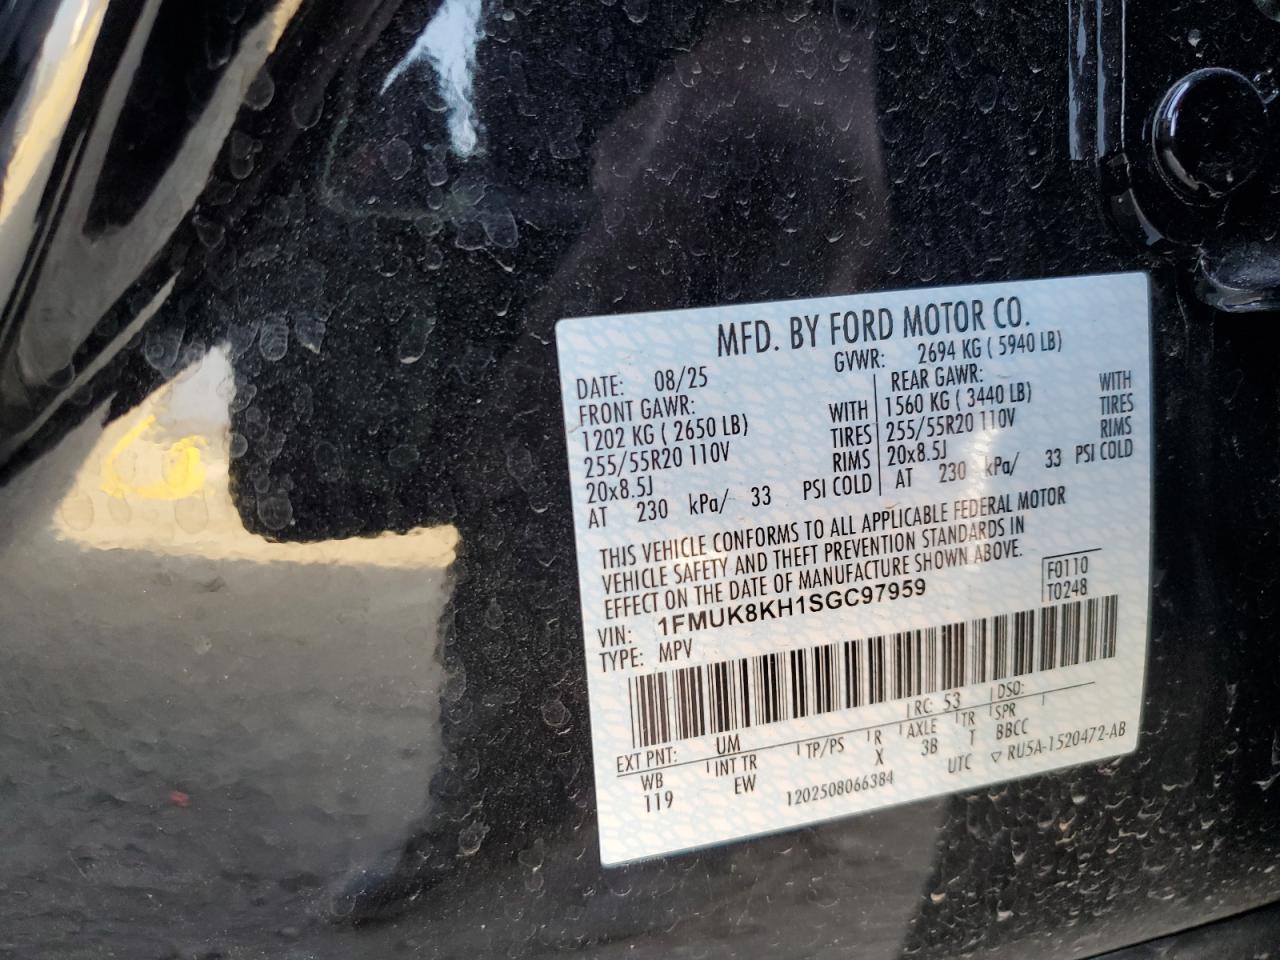 MFD. BY FORD MOTOR CO.
DATE: 08/25 GVWR: 2694 KG ( 5940 LB)
FRONT GAWR: REAR GAWR:
1202 KG ( 2650 LB) WITH 1560 KG ( 3440 LB) WITH
255/55R20 110V TIRES 255/55R20 110V TIRES
20x8.5J RIMS 20x8.5J RIMS
AT 230 kPa/ 33 PSI COLD AT 230 kPa/ 33 PSI COLD
THIS VEHICLE CONFORMS TO ALL APPLICABLE FEDERAL MOTOR
VEHICLE SAFETY AND THEFT PREVENTION STANDARDS IN
EFFECT ON THE DATE OF MANUFACTURE SHOWN ABOVE.
VIN: 1FMUK8KH1SGC97959 F0110
TYPE: MPV T0248
EXT PNT: UM RC: 53 DSO:
WB INT TR TP/PS R AXLE TR SPR
119 EW X 3B T BBCC
1202508066384 UTC ▽ RU5A-1520472-AB